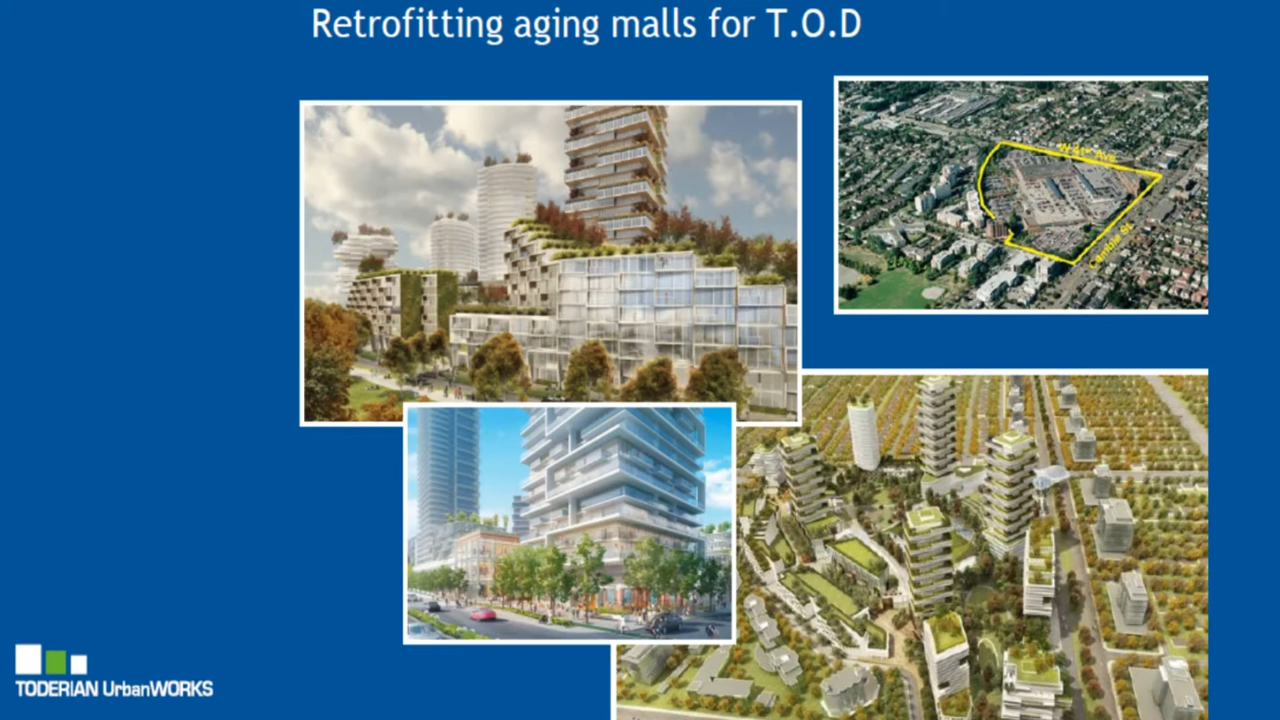 Retrofitting aging malls for T.O.D
W 41st Ave.
Cambie St.
TODERIAN UrbanWORKS